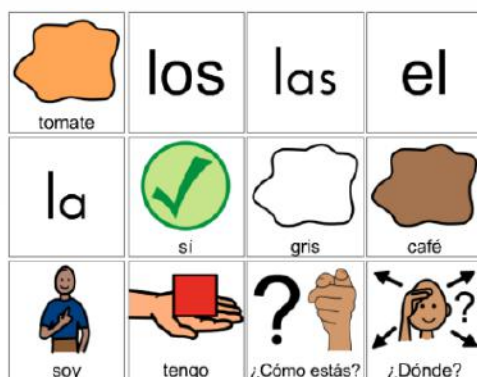 tomate
los
las
el
la
sí
gris
café
soy
tengo
? ¿Cómo estás?
? ¿Dónde?